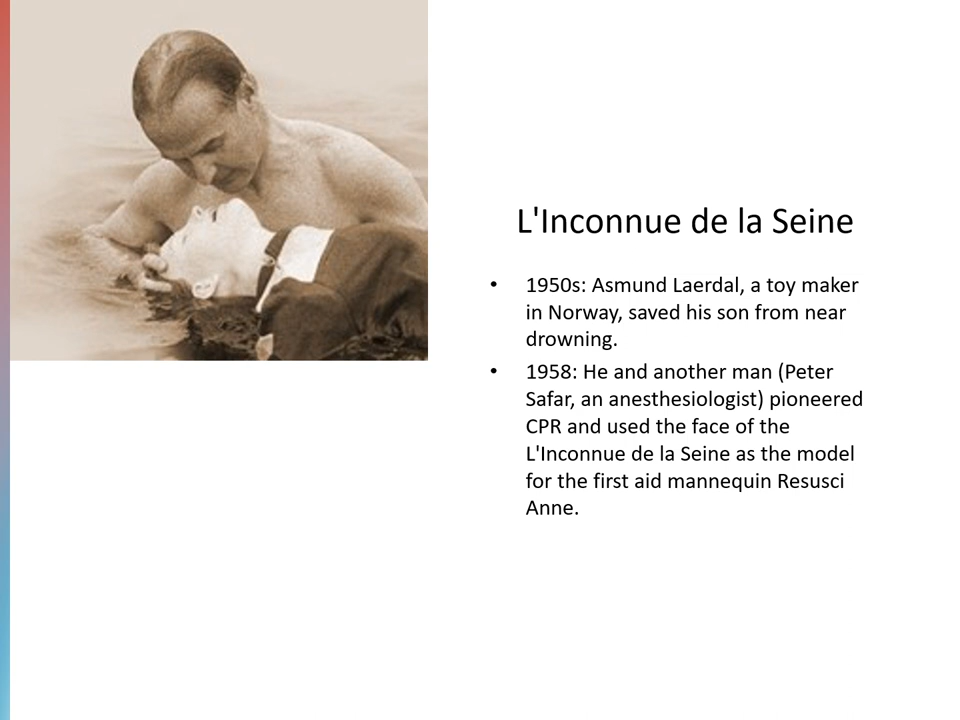 L'Inconnue de la Seine
• 1950s: Asmund Laerdal, a toy maker
in Norway, saved his son from near
drowning.
• 1958: He and another man (Peter
Safar, an anesthesiologist) pioneered
CPR and used the face of the
L'Inconnue de la Seine as the model
for the first aid mannequin Resusci
Anne.